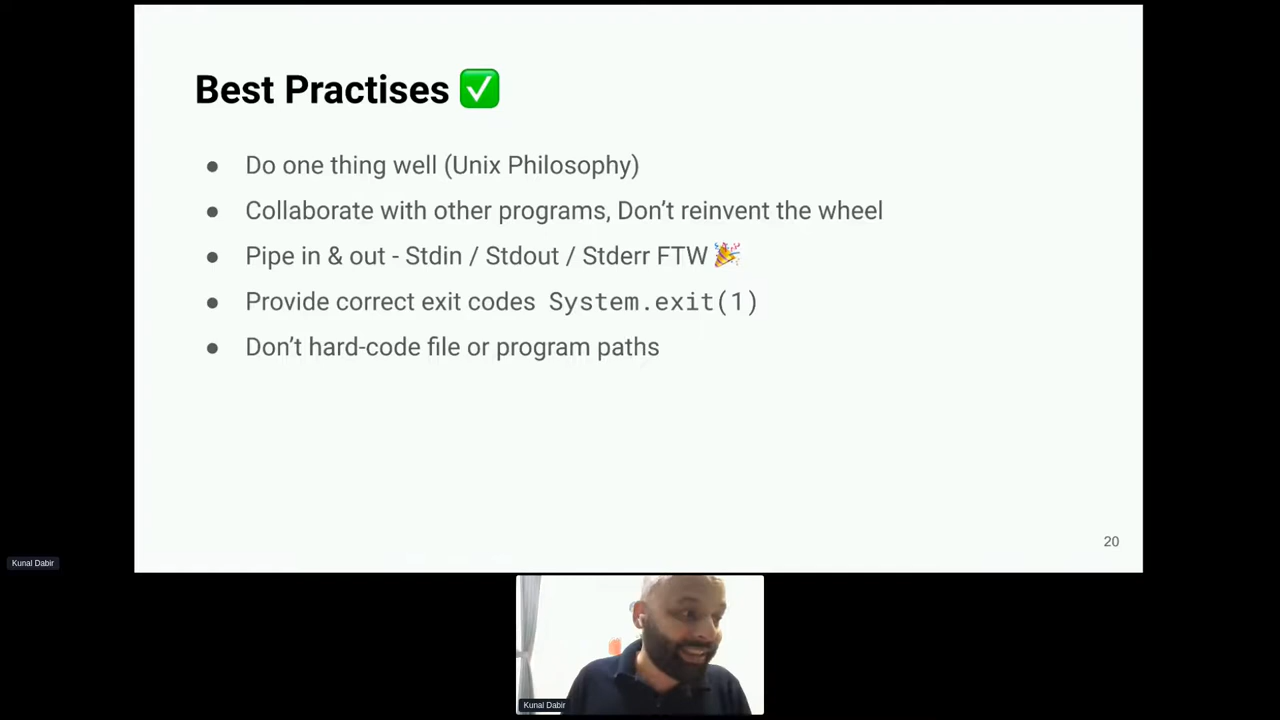 Best Practises ✅
● Do one thing well (Unix Philosophy)
● Collaborate with other programs, Don’t reinvent the wheel
● Pipe in & out - Stdin / Stdout / Stderr FTW 🎉
● Provide correct exit codes System.exit(1)
● Don’t hard-code file or program paths
20
Kunal Dabir
Kunal Dabir